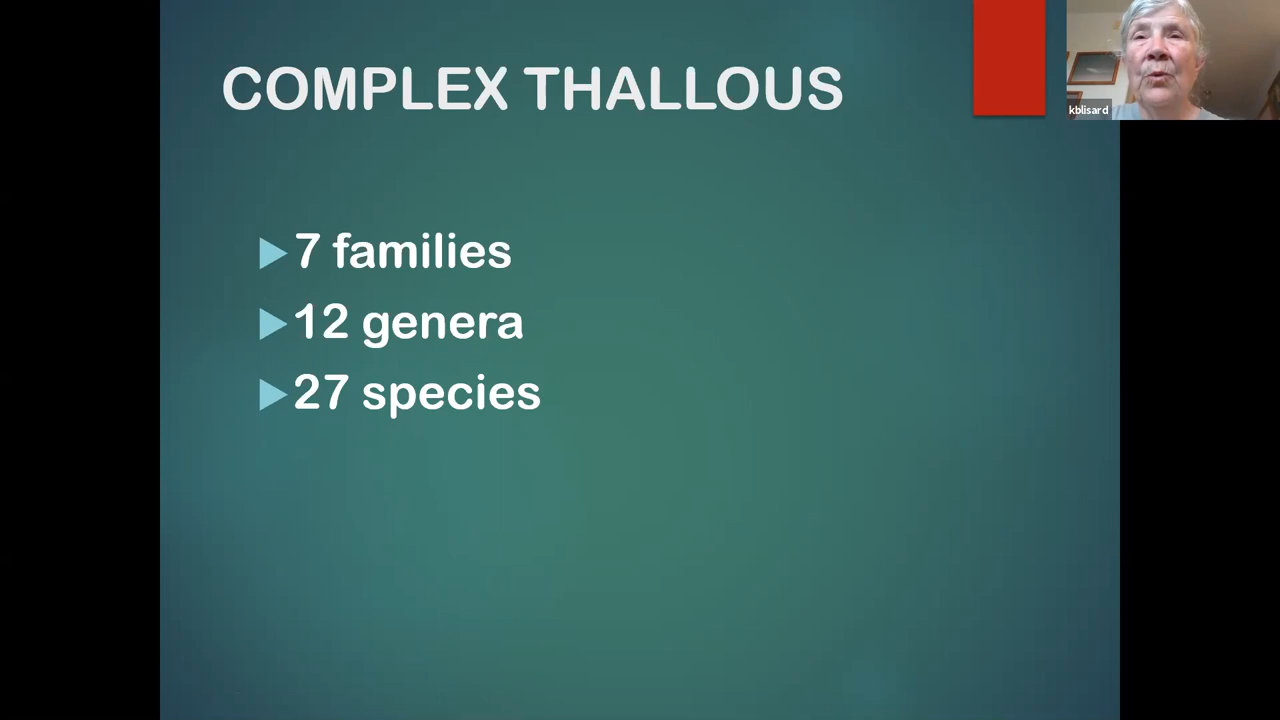 COMPLEX THALLOUS
kblisard
7 families
12 genera
27 species